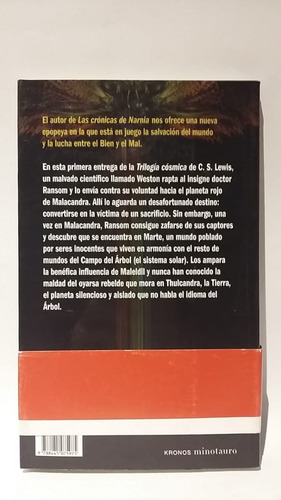 El autor de Las crónicas de Narnia nos ofrece una nueva
epopeya en la que está en juego la salvación del mundo
y la lucha entre el Bien y el Mal.
En esta primera entrega de la Trilogía cósmica de C. S. Lewis,
un malvado científico llamado Weston rapta al insigne doctor
Ransom y lo envía contra su voluntad hacia el planeta rojo
de Malacandra. Allí lo aguarda un desafortunado destino:
convertirse en la víctima de un sacrificio. Sin embargo, una
vez en Malacandra, Ransom consigue zafarse de sus captores
y descubre que se encuentra en Marte, un mundo poblado
por seres inocentes que viven en armonía con el resto de
mundos del Campo del Árbol (el sistema solar). Los ampara
la benéfica influencia de Maleldil y nunca han conocido la
maldad del oyarsa rebelde que mora en Thulcandra, la Tierra,
el planeta silencioso y aislado que no habla el idioma del
Árbol.
KRONOS minotauro